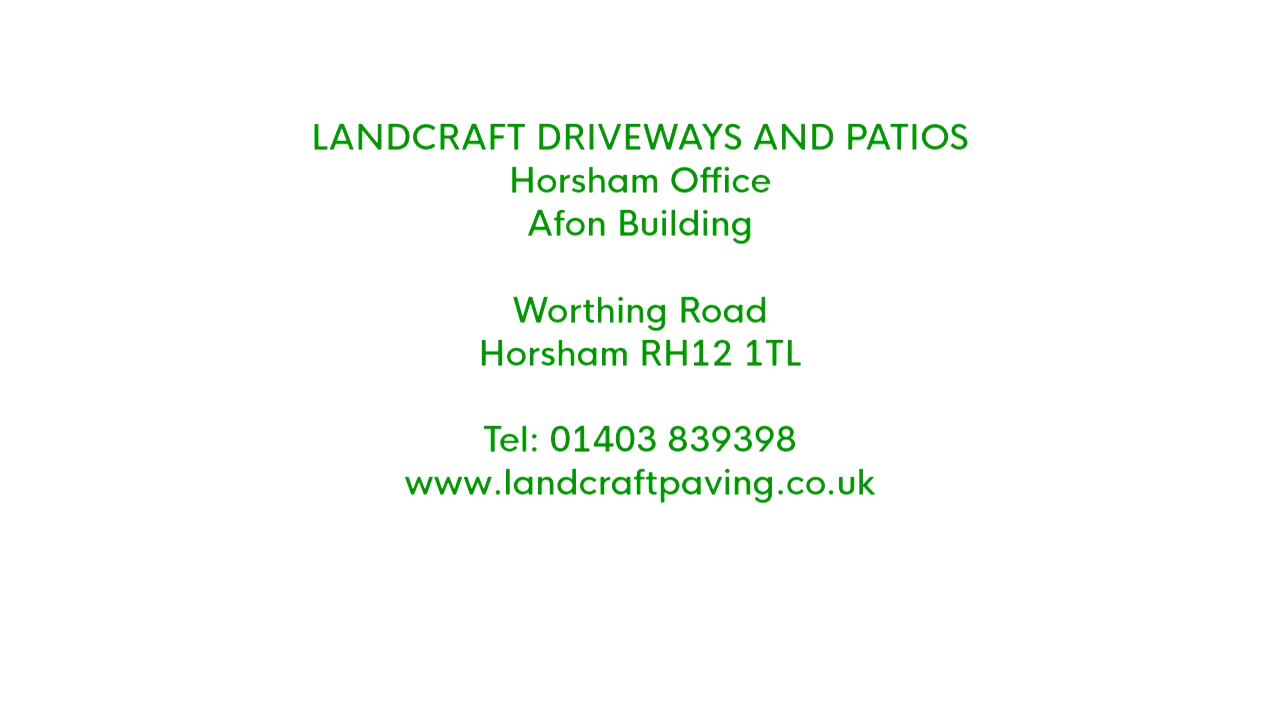 LANDCRAFT DRIVEWAYS AND PATIOS
Horsham Office
Afon Building
Worthing Road
Horsham RH12 1TL
Tel: 01403 839398
www.landcraftpaving.co.uk